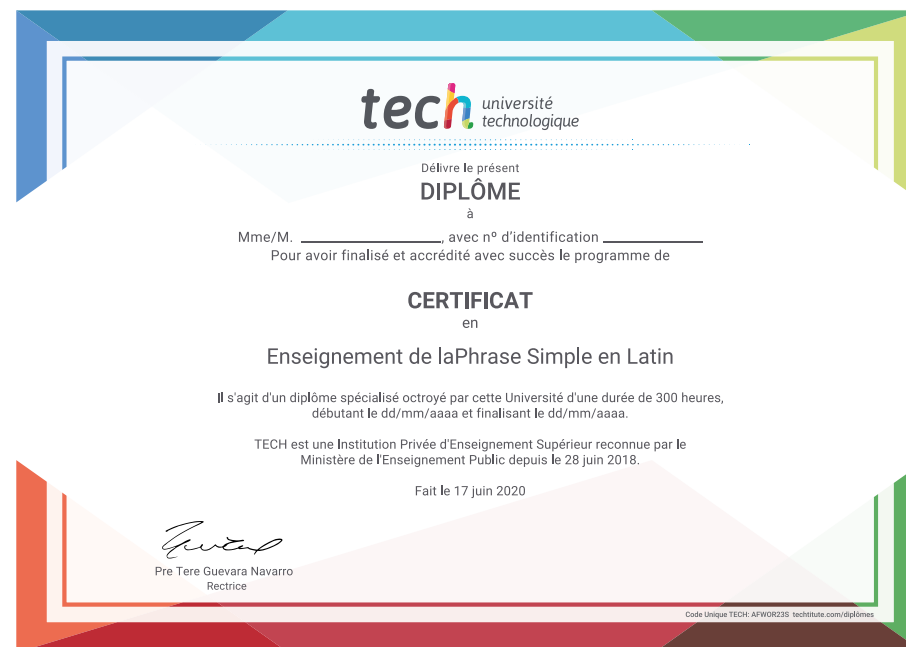 tech université
technologique
Délivre le présent
DIPLÔME
à
Mme/M. ____________________, avec nº d'identification ______________
Pour avoir finalisé et accrédité avec succès le programme de
CERTIFICAT
en
Enseignement de laPhrase Simple en Latin
Il s'agit d'un diplôme spécialisé octroyé par cette Université d'une durée de 300 heures,
débutant le dd/mm/aaaa et finalisant le dd/mm/aaaa.
TECH est une Institution Privée d'Enseignement Supérieur reconnue par le
Ministère de l'Enseignement Public depuis le 28 juin 2018.
Fait le 17 juin 2020
Pre Tere Guevara Navarro
Rectrice
Code Unique TECH: AFWOR23S techtitute.com/diplômes